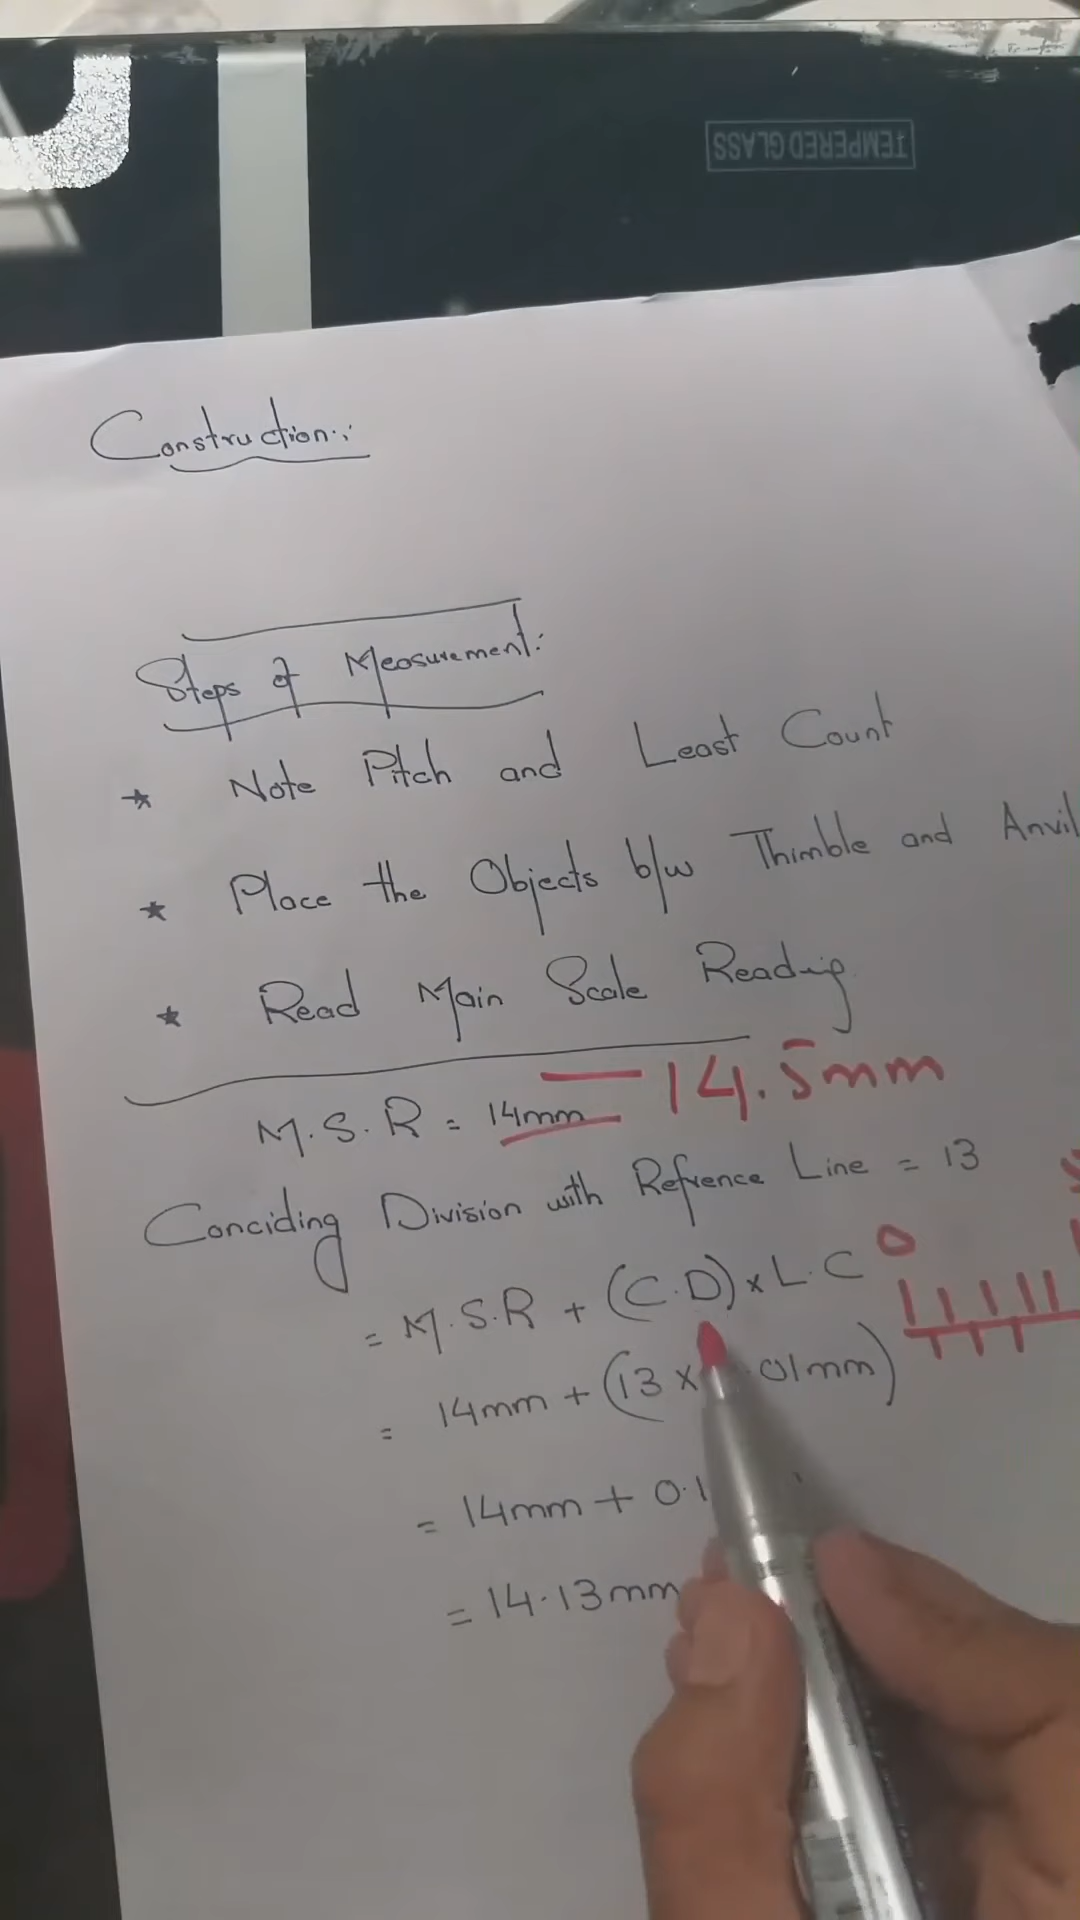 TEMPERED GLASS
Construction:
Steps of Measurement:
* Note Pitch and Least Count
* Place the Objects b/w Thimble and Anvil
* Read Main Scale Reading
M.S.R = 14mm 14.5mm
Conciding Division with Refrence Line = 13
= M.S.R + (C.D) x L.C
0
= 14mm + (13 x .01mm)
= 14mm + 0.1
= 14.13mm